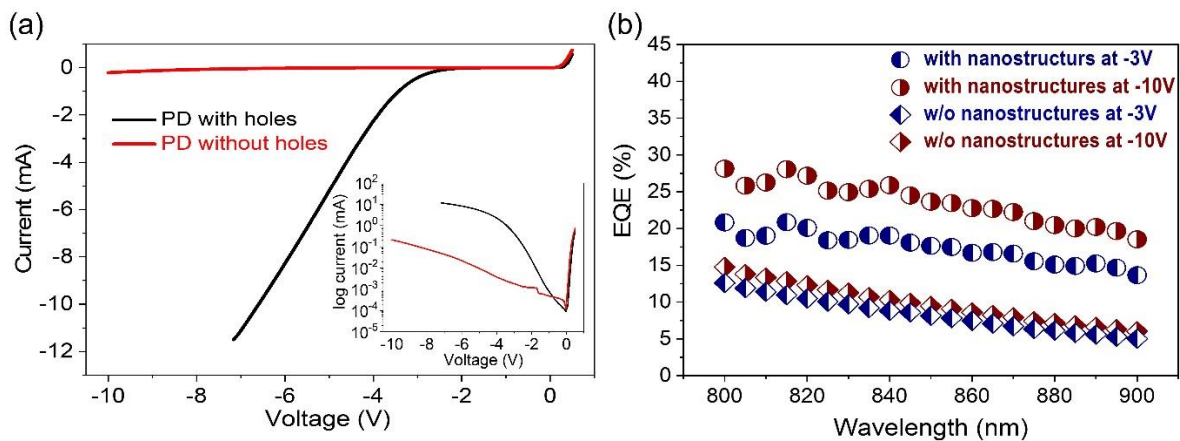 (a)
0
-2
-4
-6
-8
-10
-12
Current (mA)
-10
-8
-6
-4
-2
0
Voltage (V)
PD with holes
PD without holes
10²
10¹
10⁰
10⁻¹
10⁻²
10⁻³
10⁻⁴
10⁻⁵
log current (mA)
-10 -8 -6 -4 -2 0
Voltage (V)
(b)
45
40
35
30
25
20
15
10
5
0
EQE (%)
800 820 840 860 880 900
Wavelength (nm)
with nanostructurs at -3V
with nanostructures at -10V
w/o nanostructures at -3V
w/o nanostructures at -10V